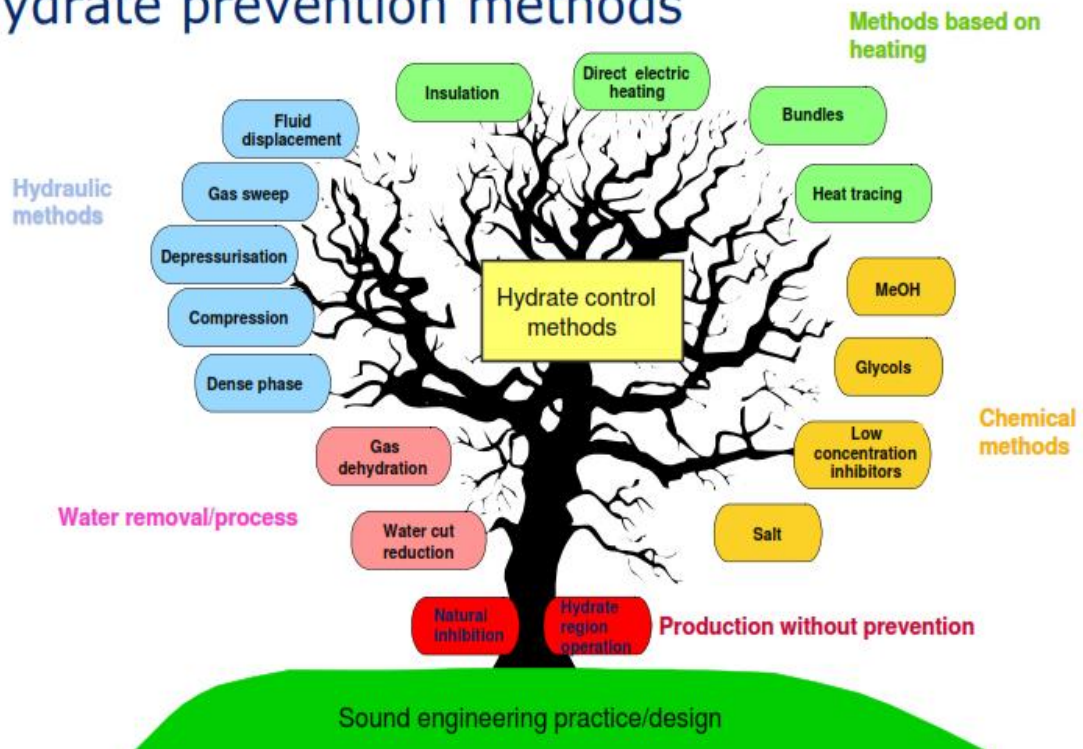 ydrate prevention methods
Methods based on
heating
Insulation
Direct electric
heating
Bundles
Heat tracing
Fluid
displacement
Gas sweep
Depressurisation
Compression
Dense phase
Hydraulic
methods
Hydrate control
methods
MeOH
Glycols
Low
concentration
inhibitors
Salt
Chemical
methods
Gas
dehydration
Water cut
reduction
Water removal/process
Natural
inhibition
Hydrate
region
operation
Production without prevention
Sound engineering practice/design